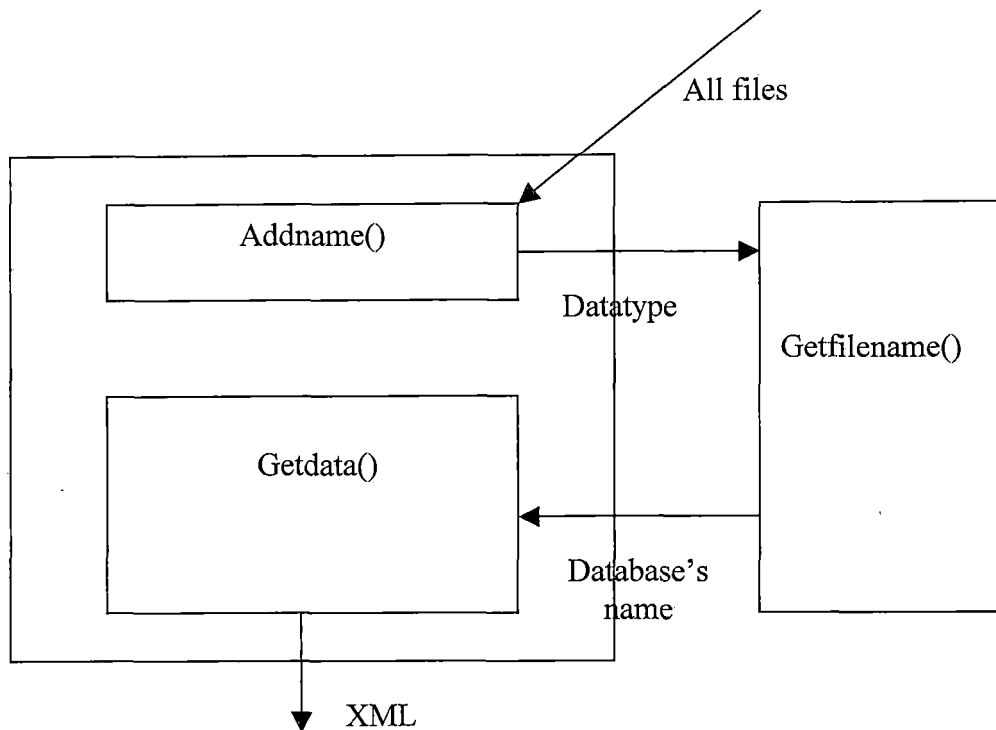 All files
Addname()
Datatype
Getfilename()
Getdata()
Database’s
name
XML